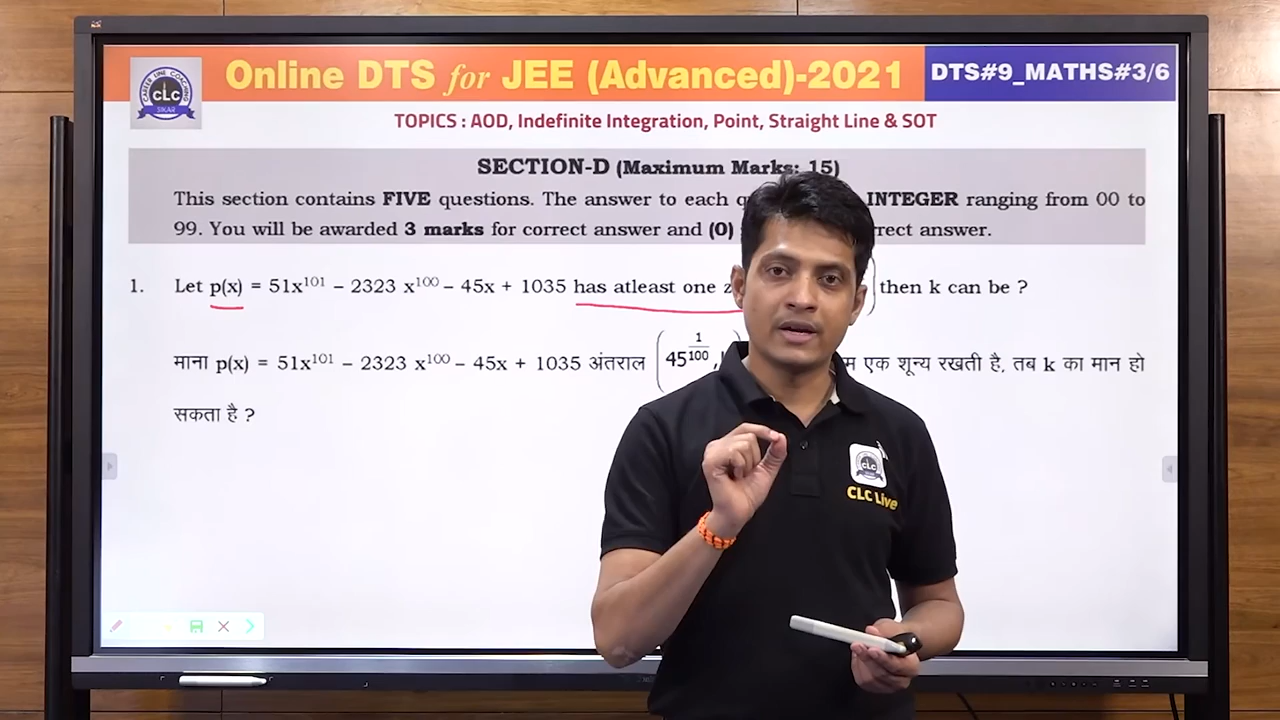 Online DTS for JEE (Advanced)-2021
DTS#9_MATHS#3/6
CAREER LINE COACHING
CLC
SIKAR
TOPICS : AOD, Indefinite Integration, Point, Straight Line & SOT
SECTION-D (Maximum Marks: 15)
This section contains FIVE questions. The answer to each INTEGER ranging from 00 to
99. You will be awarded 3 marks for correct answer and (0) answer.
1. Let p(x) = 51x¹⁰¹ – 2323 x¹⁰⁰ – 45x + 1035 has atleast one then k can be ?
माना p(x) = 51x¹⁰¹ – 2323 x¹⁰⁰ – 45x + 1035 अंतराल (45^(1/100), एक शून्य रखती है, तब k का मान हो
सकता है ?
CLC
CLC Live